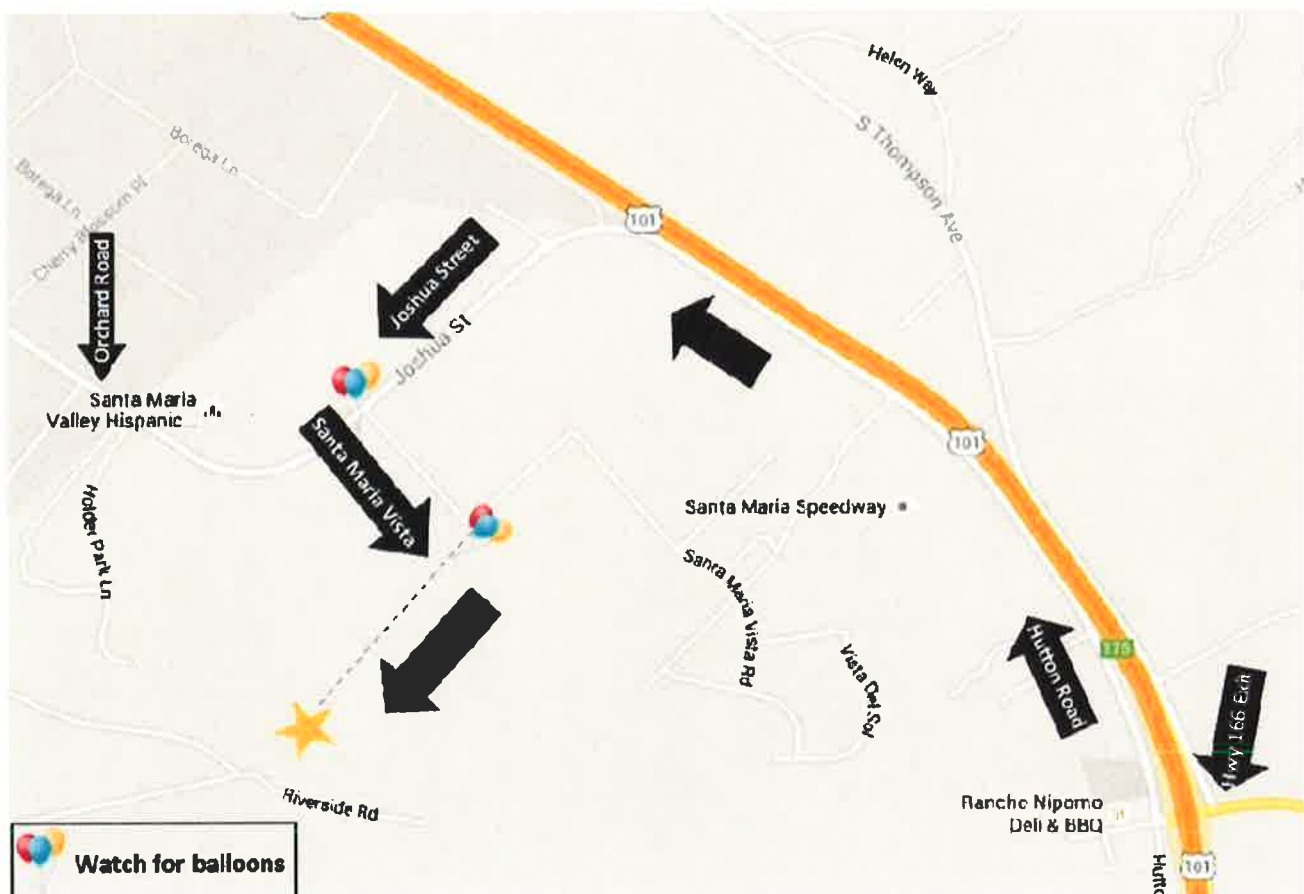 Helen Way
S Thompson Ave
Borega Ln
Borega Ln
Cherry Blossom Pl
101
Orchard Road
Joshua Street
Joshua St
Santa Maria
Valley Hispanic
Santa Maria Vista
101
Holder Park Ln
Santa Maria Speedway
Santa Maria Vista Rd
Vista Del Sol
Hutton Road
175
Hwy 166 Exit
Riverside Rd
Rancho Nipomo
Deli & BBQ
101
Watch for balloons